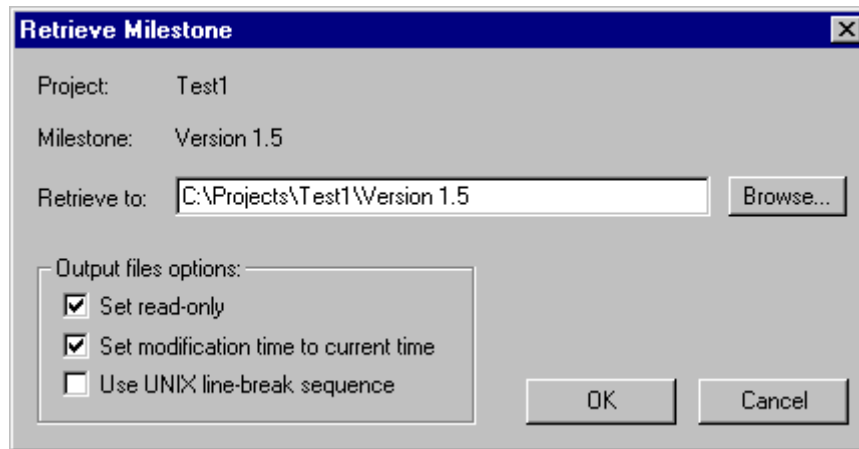 Retrieve Milestone
Project: Test1
Milestone: Version 1.5
Retrieve to: C:\Projects\Test1\Version 1.5 Browse...
Output files options:
Set read-only
Set modification time to current time
Use UNIX line-break sequence
OK Cancel